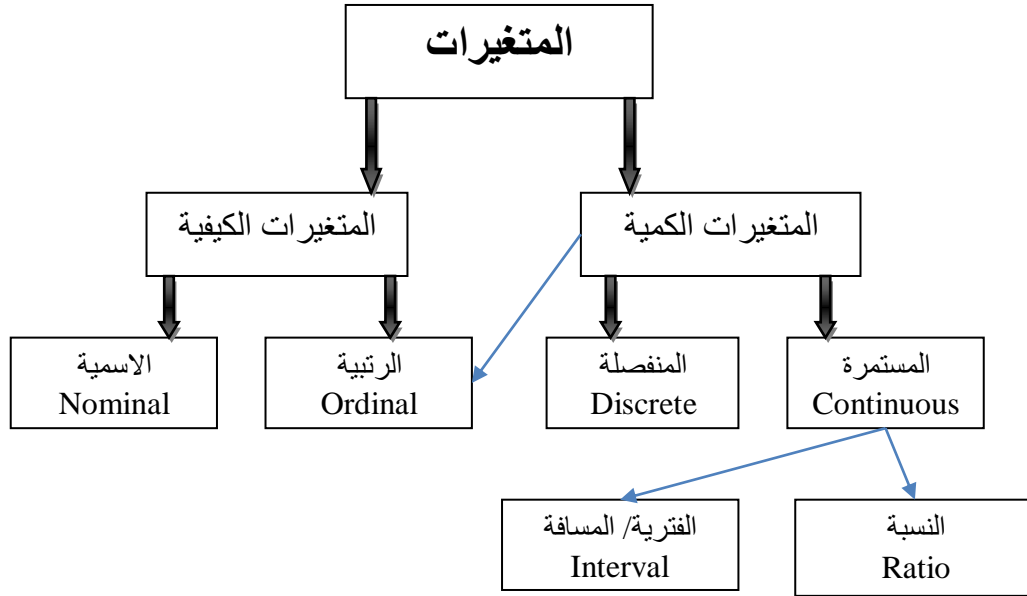 المتغيرات
المتغيرات الكمية
المتغيرات الكيفية
المستمرة
Continuous
المنفصلة
Discrete
الرتبية
Ordinal
الاسمية
Nominal
النسبة
Ratio
الفترية/ المسافة
Interval